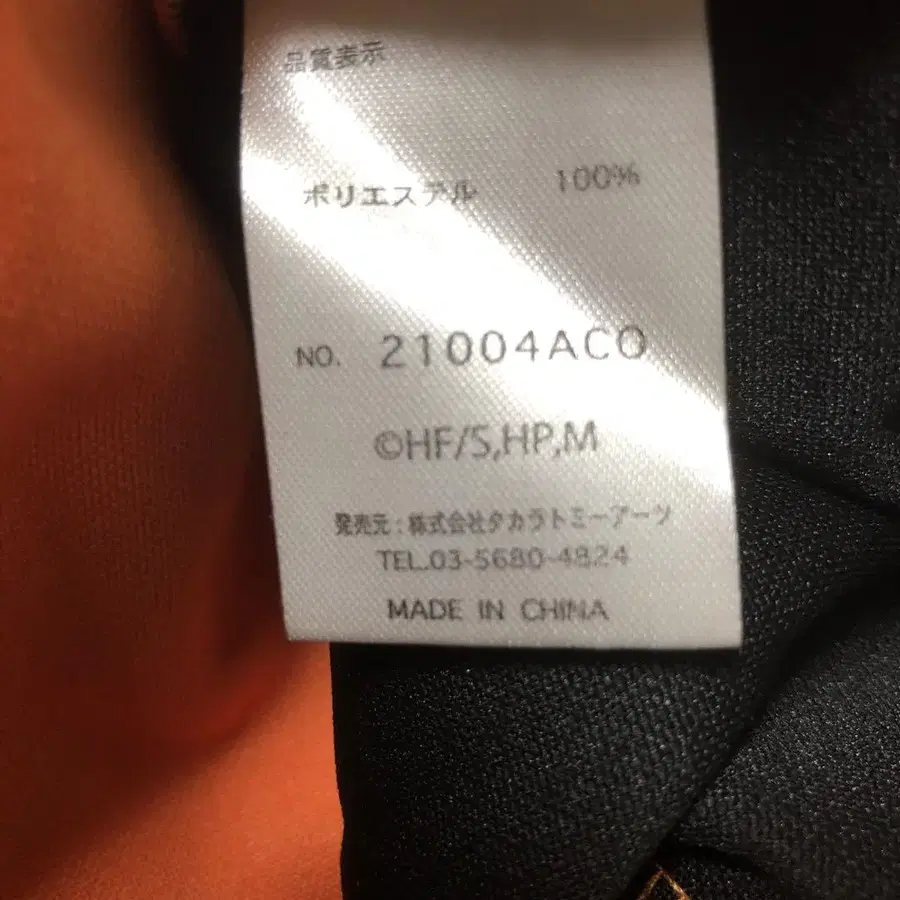 品質表示
ポリエステル 100%
NO. 21004ACO
©HF/S,HP,M
発売元:株式会社タカラトミーアーツ
TEL.03-5680-4824
MADE IN CHINA